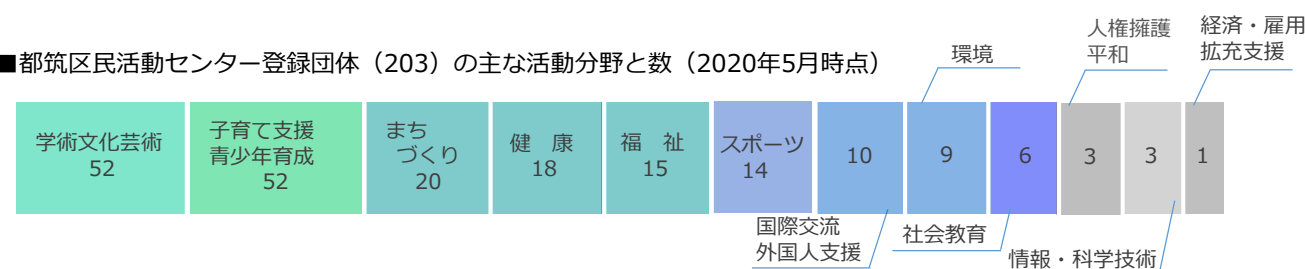 ■都筑区民活動センター登録団体（203）の主な活動分野と数（2020年5月時点）
学術文化芸術
52
子育て支援
青少年育成
52
まち
づくり
20
健　康
18
福　祉
15
スポーツ
14
国際交流
外国人支援
10
環境
9
社会教育
6
人権擁護
平和
3
情報・科学技術
3
経済・雇用
拡充支援
1